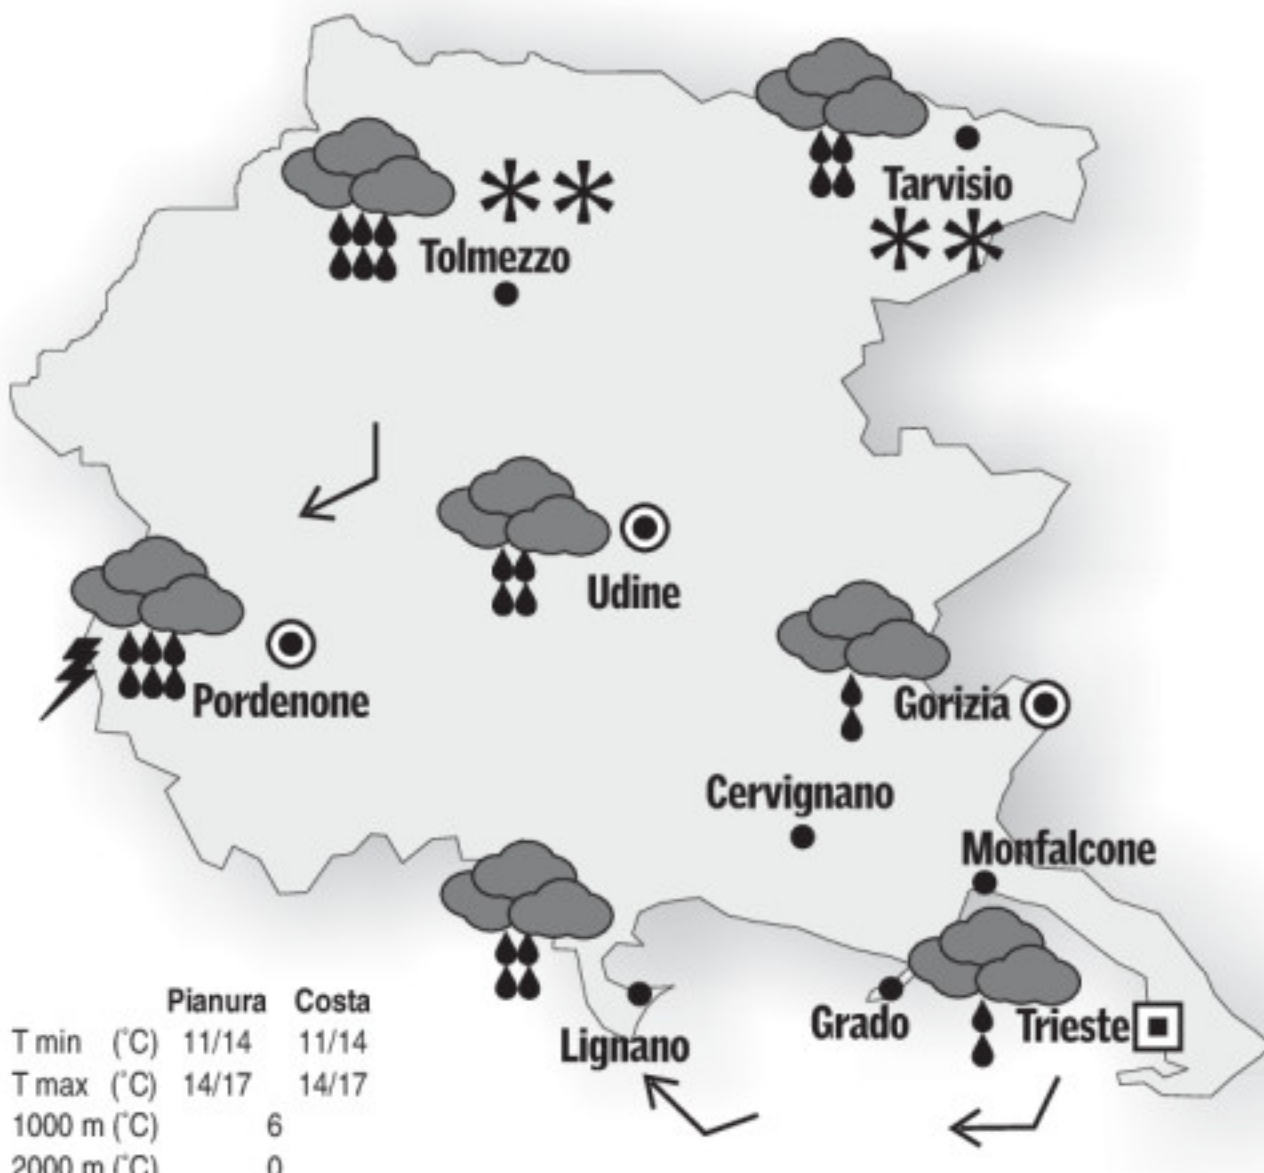 Tarvisio
Tolmezzo
Udine
Pordenone
Gorizia
Cervignano
Monfalcone
Grado
Trieste
Lignano
Pianura Costa
T min (°C) 11/14 11/14
T max (°C) 14/17 14/17
1000 m (°C) 6
2000 m (°C) 0